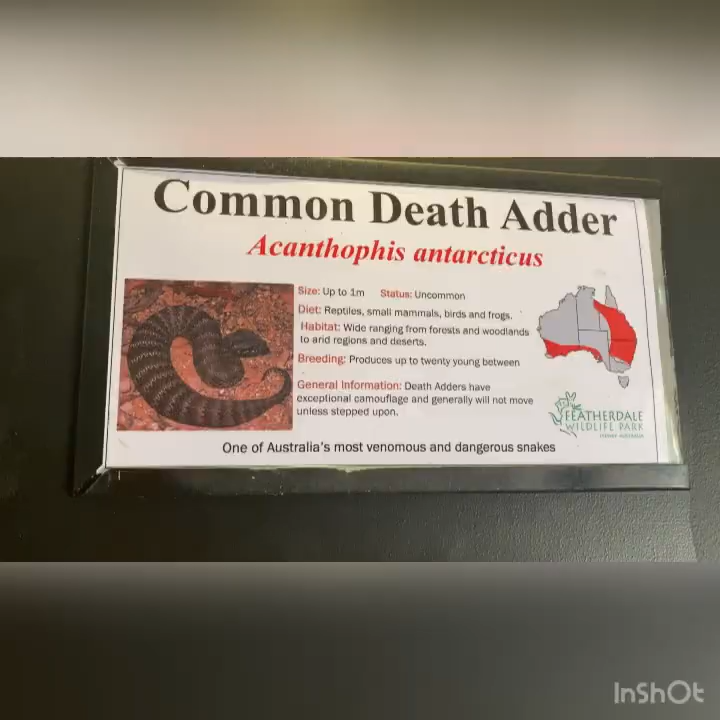 Common Death Adder
Acanthophis antarcticus
Size: Up to 1m Status: Uncommon
Diet: Reptiles, small mammals, birds and frogs.
Habitat: Wide ranging from forests and woodlands
to arid regions and deserts.
Breeding: Produces up to twenty young between
General Information: Death Adders have
exceptional camouflage and generally will not move
unless stepped upon.
FEATHERDALE
WILDLIFE PARK
SYDNEY AUSTRALIA
One of Australia's most venomous and dangerous snakes
InShOt